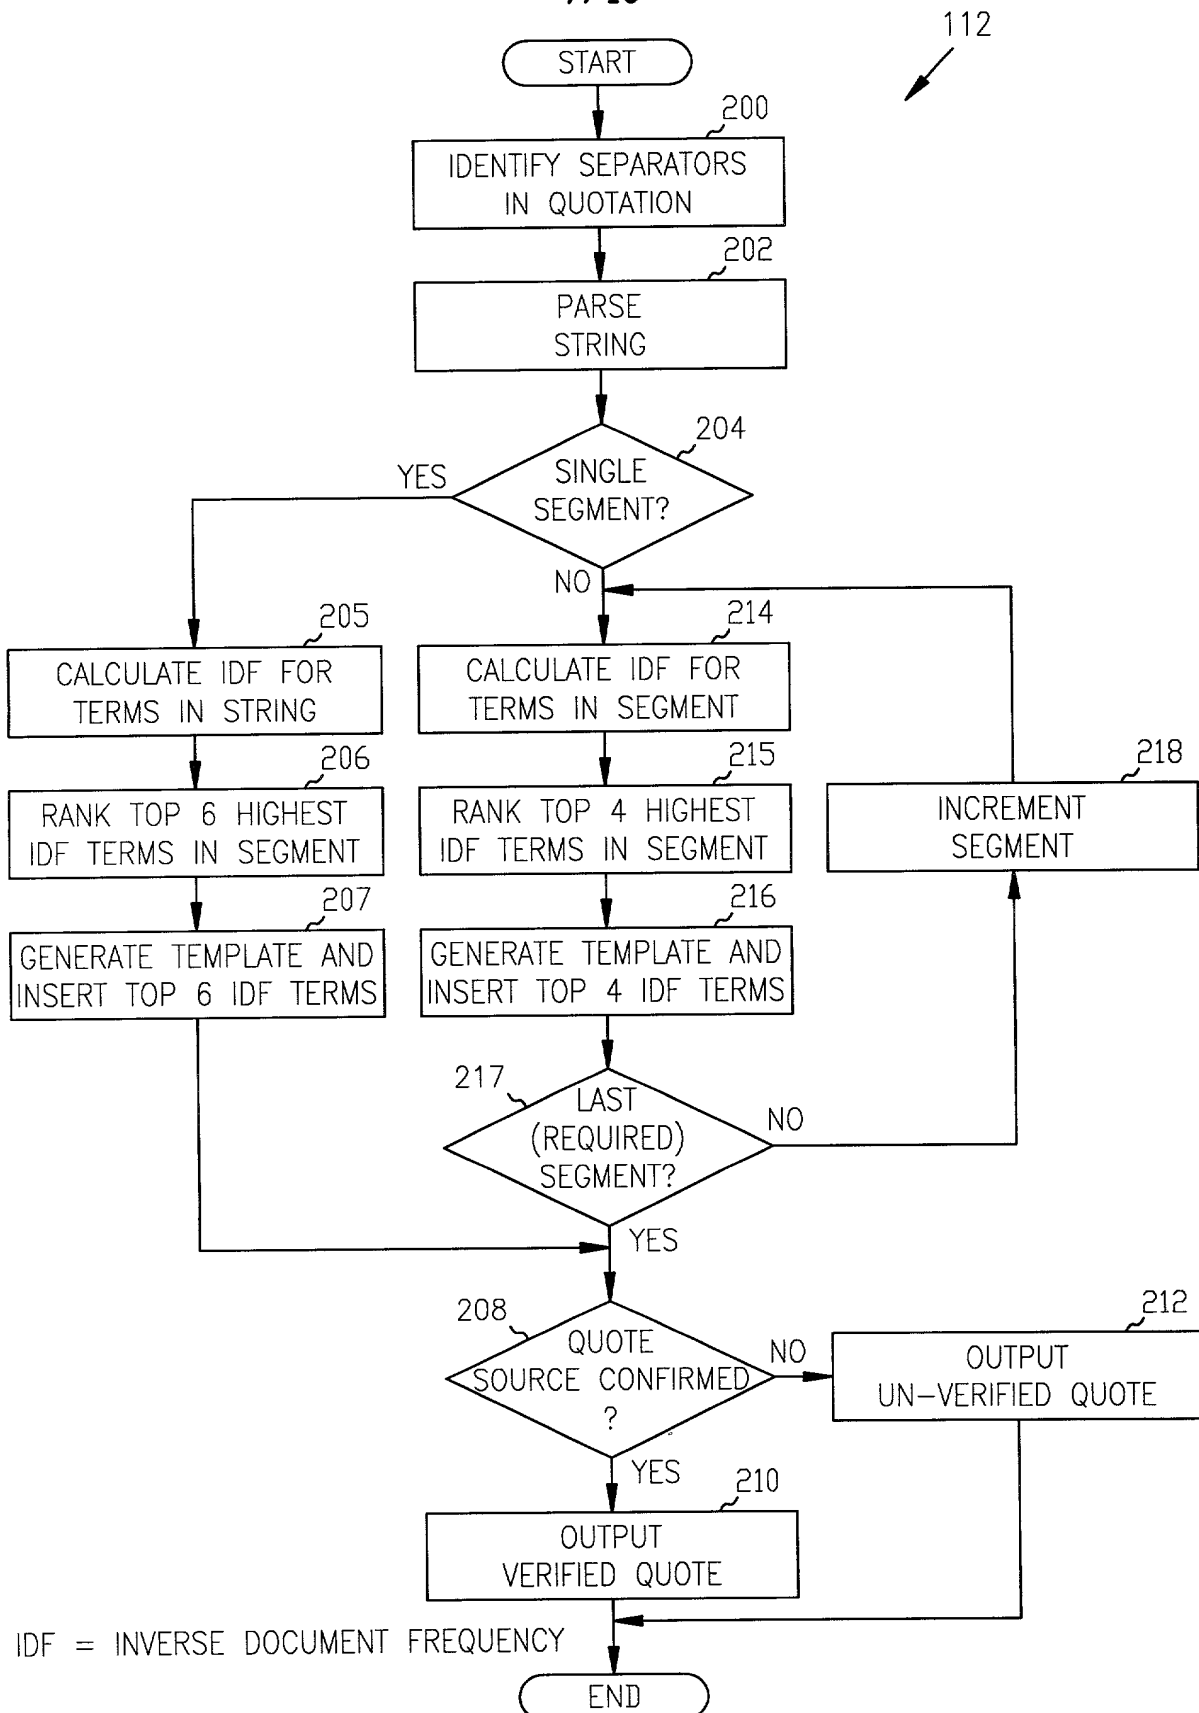 112
START
200
IDENTIFY SEPARATORS
IN QUOTATION
202
PARSE
STRING
204
SINGLE
SEGMENT?
YES
NO
205
CALCULATE IDF FOR
TERMS IN STRING
206
RANK TOP 6 HIGHEST
IDF TERMS IN SEGMENT
207
GENERATE TEMPLATE AND
INSERT TOP 6 IDF TERMS
214
CALCULATE IDF FOR
TERMS IN SEGMENT
215
RANK TOP 4 HIGHEST
IDF TERMS IN SEGMENT
216
GENERATE TEMPLATE AND
INSERT TOP 4 IDF TERMS
218
INCREMENT
SEGMENT
217
LAST
(REQUIRED)
SEGMENT?
NO
YES
208
QUOTE
SOURCE CONFIRMED
?
NO
YES
212
OUTPUT
UN-VERIFIED QUOTE
210
OUTPUT
VERIFIED QUOTE
IDF = INVERSE DOCUMENT FREQUENCY
END